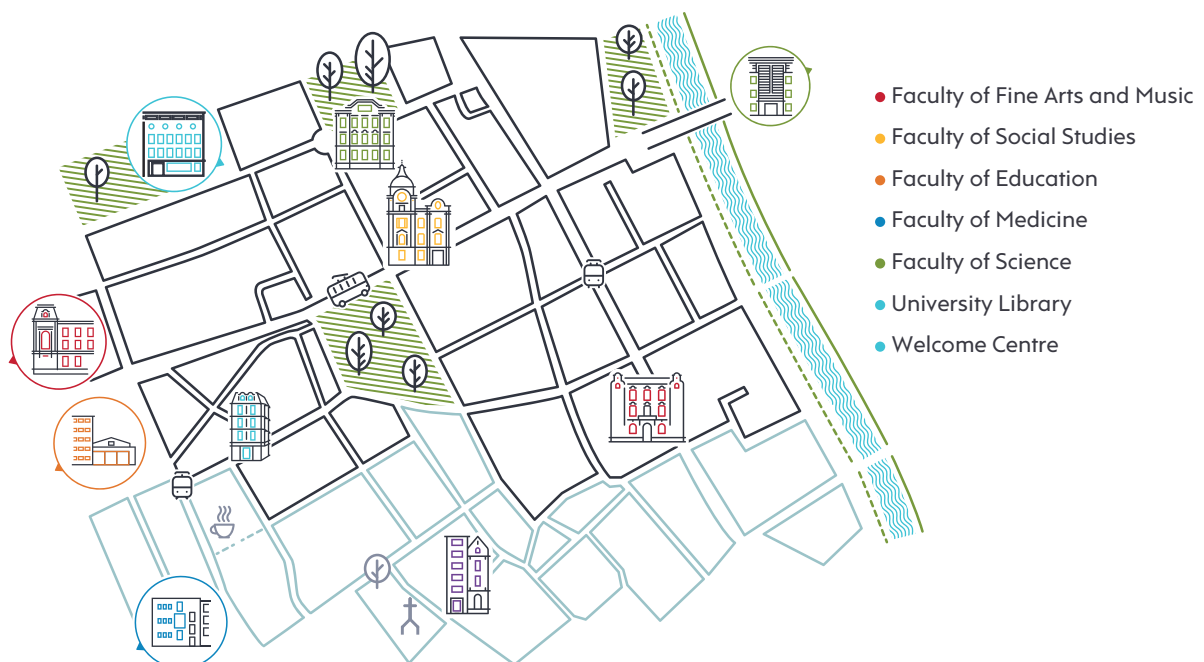 Faculty of Fine Arts and Music
Faculty of Social Studies
Faculty of Education
Faculty of Medicine
Faculty of Science
University Library
Welcome Centre